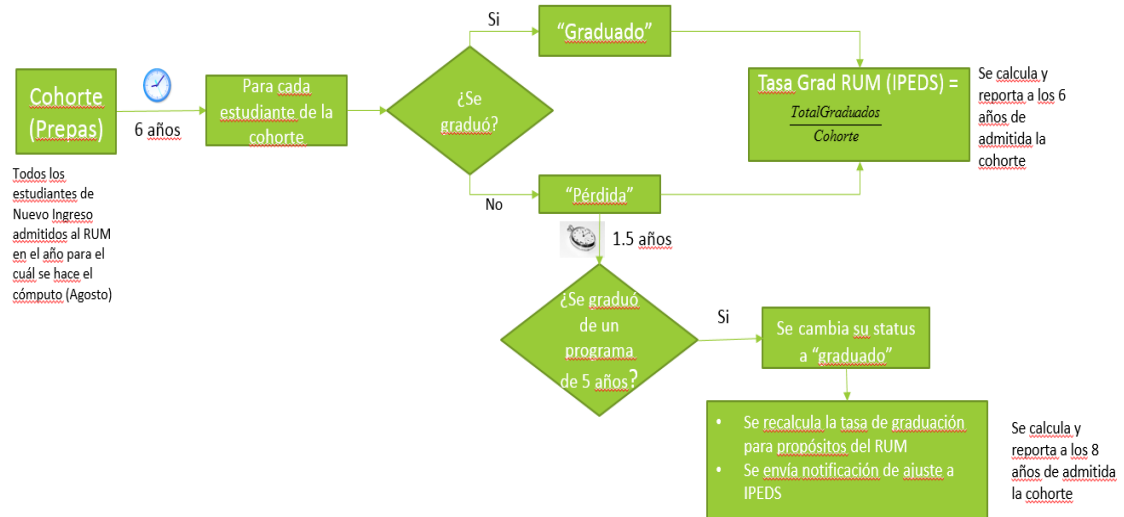 Cohorte
(Prepas)
6 años
Todos los
estudiantes de
Nuevo Ingreso
admitidos al RUM
en el año para el
cuál se hace el
cómputo (Agosto)
Para cada
estudiante de la
cohorte
¿Se
graduó?
Si
“Graduado”
No
“Pérdida”
Tasa Grad RUM (IPEDS) =
TotalGraduados
Cohorte
Se calcula y
reporta a los 6
años de
admitida la
cohorte
1.5 años
¿Se graduó
de un
programa
de 5 años?
Si
Se cambia su status
a “graduado”
• Se recalcula la tasa de graduación
para propósitos del RUM
• Se envía notificación de ajuste a
IPEDS
Se calcula y
reporta a los 8
años de admitida
la cohorte